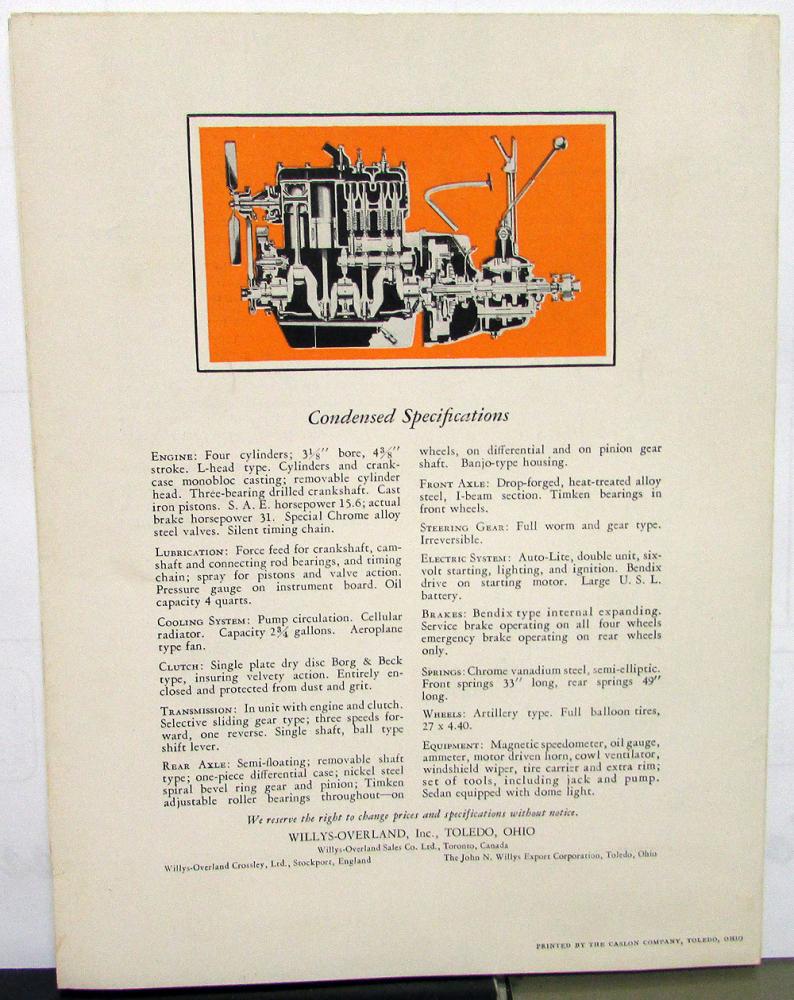 Condensed Specifications
ENGINE: Four cylinders; 3⅛″ bore, 4⅜″
stroke. L-head type. Cylinders and crank-
case monobloc casting; removable cylinder
head. Three-bearing drilled crankshaft. Cast
iron pistons. S. A. E. horsepower 15.6; actual
brake horsepower 31. Special Chrome alloy
steel valves. Silent timing chain.
LUBRICATION: Force feed for crankshaft, cam-
shaft and connecting rod bearings, and timing
chain; spray for pistons and valve action.
Pressure gauge on instrument board. Oil
capacity 4 quarts.
COOLING SYSTEM: Pump circulation. Cellular
radiator. Capacity 2¾ gallons. Aeroplane
type fan.
CLUTCH: Single plate dry disc Borg & Beck
type, insuring velvety action. Entirely en-
closed and protected from dust and grit.
TRANSMISSION: In unit with engine and clutch.
Selective sliding gear type; three speeds for-
ward, one reverse. Single shaft, ball type
shift lever.
REAR AXLE: Semi-floating; removable shaft
type; one-piece differential case; nickel steel
spiral bevel ring gear and pinion; Timken
adjustable roller bearings throughout—on
wheels, on differential and on pinion gear
shaft. Banjo-type housing.
FRONT AXLE: Drop-forged, heat-treated alloy
steel, I-beam section. Timken bearings in
front wheels.
STEERING GEAR: Full worm and gear type.
Irreversible.
ELECTRIC SYSTEM: Auto-Lite, double unit, six-
volt starting, lighting, and ignition. Bendix
drive on starting motor. Large U. S. L.
battery.
BRAKES: Bendix type internal expanding.
Service brake operating on all four wheels
emergency brake operating on rear wheels
only.
SPRINGS: Chrome vanadium steel, semi-elliptic.
Front springs 33″ long, rear springs 49″
long.
WHEELS: Artillery type. Full balloon tires,
27 x 4.40.
EQUIPMENT: Magnetic speedometer, oil gauge,
ammeter, motor driven horn, cowl ventilator,
windshield wiper, tire carrier and extra rim;
set of tools, including jack and pump.
Sedan equipped with dome light.
We reserve the right to change prices and specifications without notice.
WILLYS-OVERLAND, Inc., TOLEDO, OHIO
Willys-Overland Sales Co. Ltd., Toronto, Canada
Willys-Overland Crossley, Ltd., Stockport, England The John N. Willys Export Corporation, Toledo, Ohio
PRINTED BY THE CASLON COMPANY, TOLEDO, OHIO